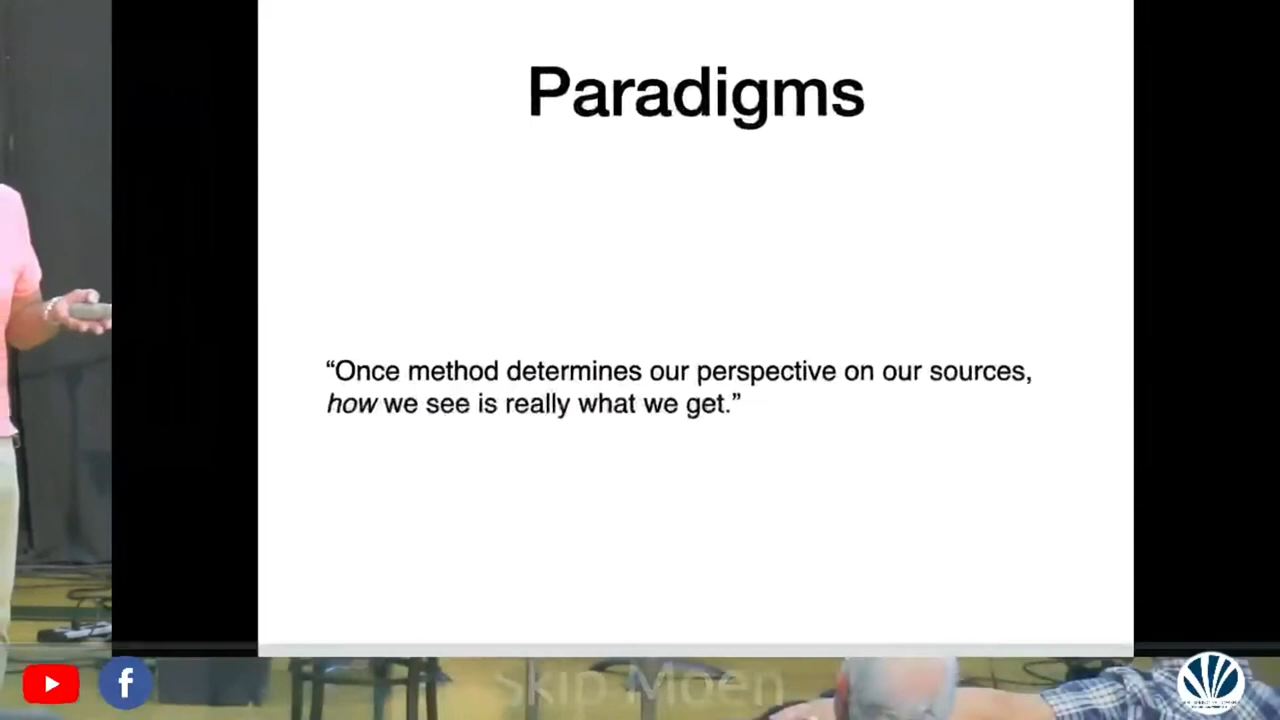 Paradigms
“Once method determines our perspective on our sources,
how we see is really what we get.”
Skip Moen